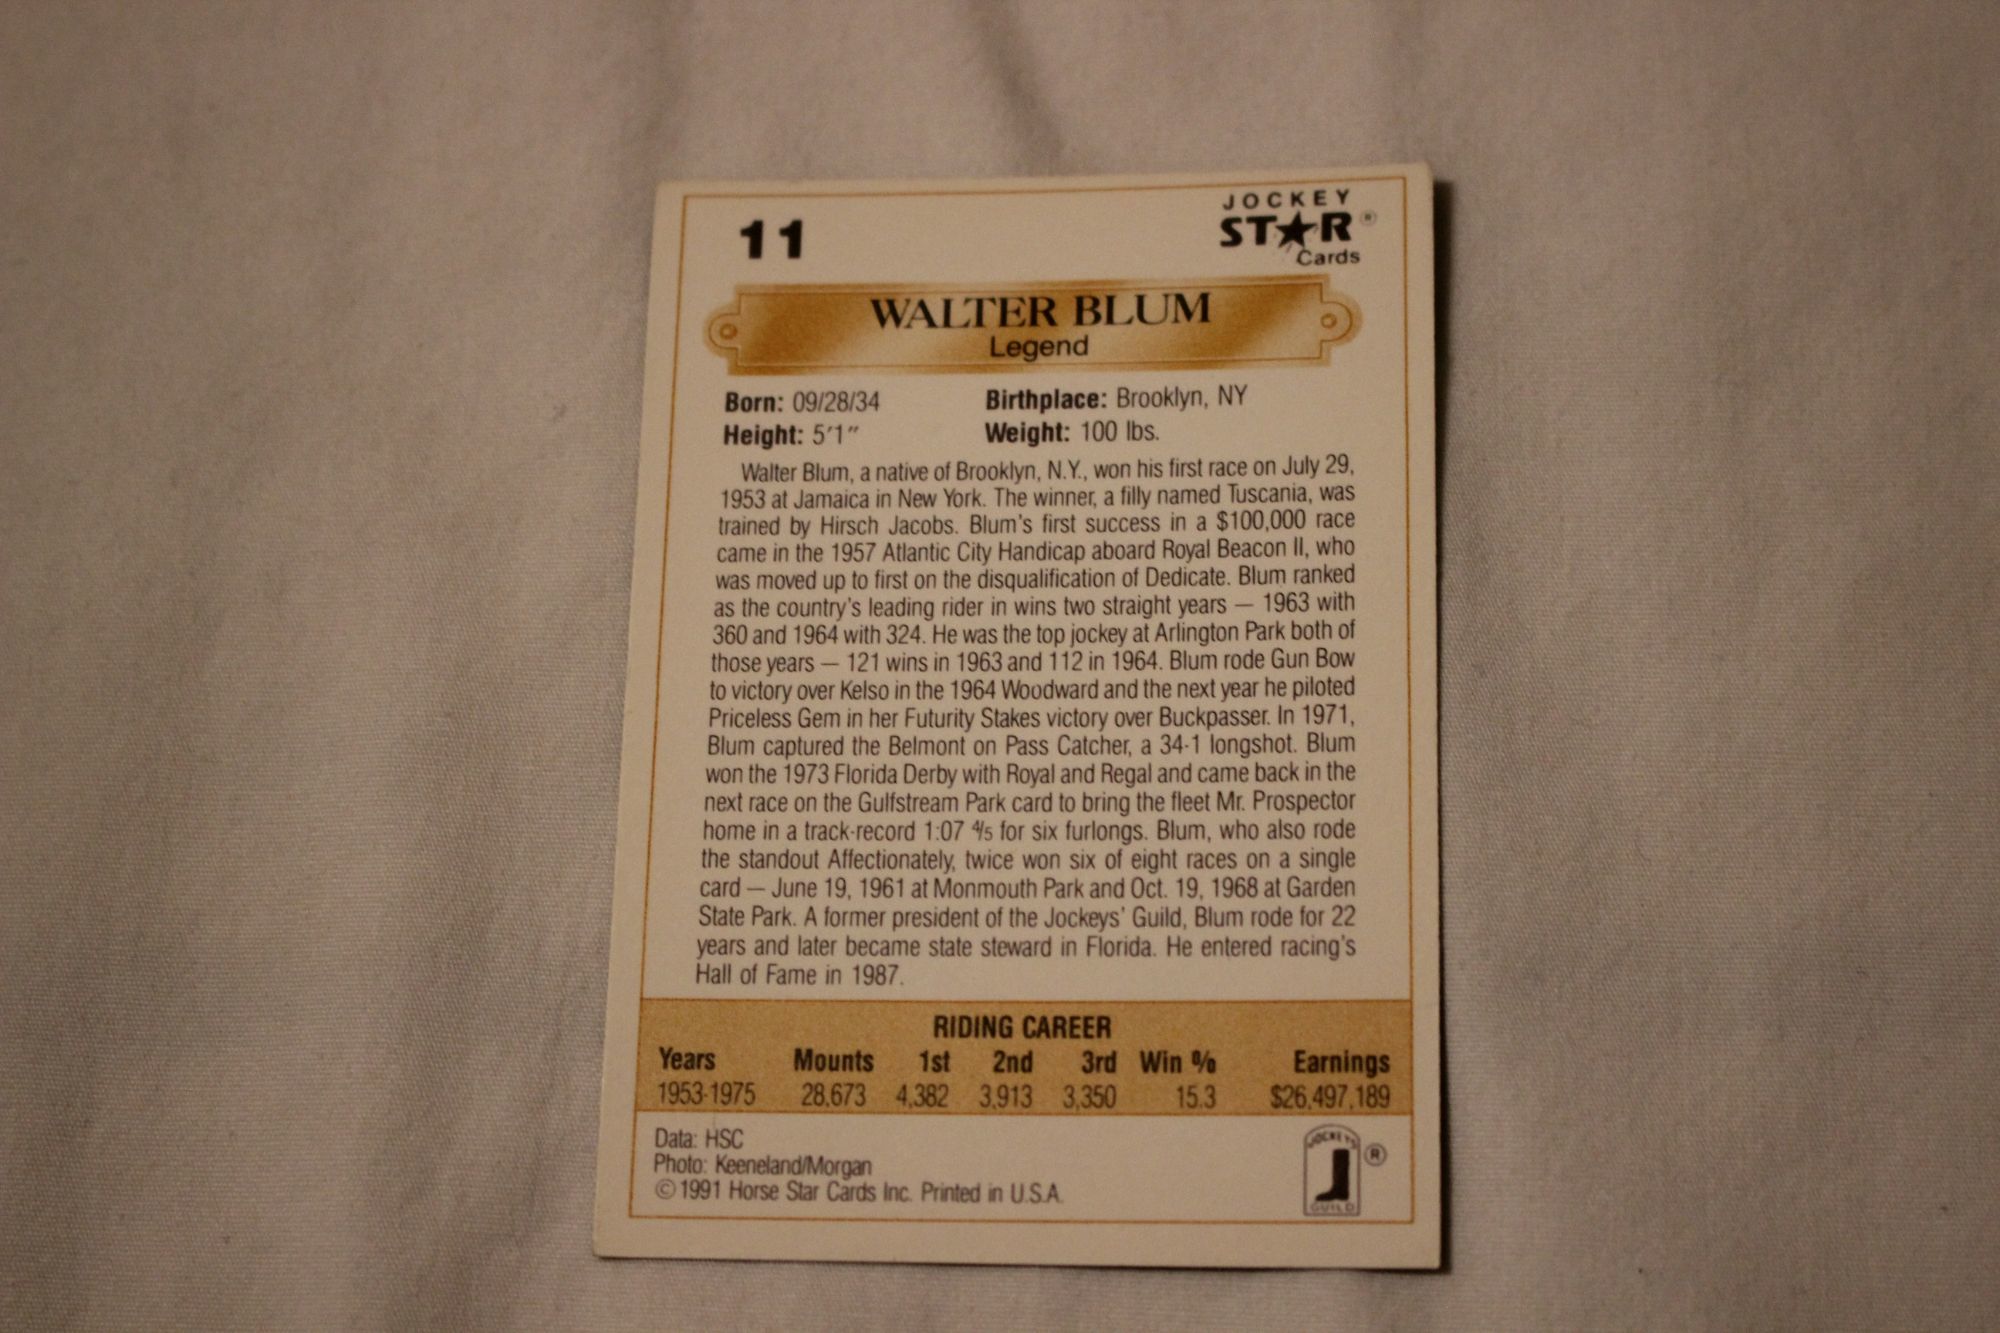 11
JOCKEY
STAR ®
Cards
WALTER BLUM
Legend
Born: 09/28/34 Birthplace: Brooklyn, NY
Height: 5'1" Weight: 100 lbs.
Walter Blum, a native of Brooklyn, N.Y., won his first race on July 29,
1953 at Jamaica in New York. The winner, a filly named Tuscania, was
trained by Hirsch Jacobs. Blum's first success in a $100,000 race
came in the 1957 Atlantic City Handicap aboard Royal Beacon II, who
was moved up to first on the disqualification of Dedicate. Blum ranked
as the country's leading rider in wins two straight years — 1963 with
360 and 1964 with 324. He was the top jockey at Arlington Park both of
those years — 121 wins in 1963 and 112 in 1964. Blum rode Gun Bow
to victory over Kelso in the 1964 Woodward and the next year he piloted
Priceless Gem in her Futurity Stakes victory over Buckpasser. In 1971,
Blum captured the Belmont on Pass Catcher, a 34-1 longshot. Blum
won the 1973 Florida Derby with Royal and Regal and came back in the
next race on the Gulfstream Park card to bring the fleet Mr. Prospector
home in a track-record 1:07 4/5 for six furlongs. Blum, who also rode
the standout Affectionately, twice won six of eight races on a single
card — June 19, 1961 at Monmouth Park and Oct. 19, 1968 at Garden
State Park. A former president of the Jockeys' Guild, Blum rode for 22
years and later became state steward in Florida. He entered racing's
Hall of Fame in 1987.
RIDING CAREER
Years Mounts 1st 2nd 3rd Win % Earnings
1953-1975 28,673 4,382 3,913 3,350 15.3 $26,497,189
Data: HSC
Photo: Keeneland/Morgan
©1991 Horse Star Cards Inc. Printed in U.S.A.
JOCKEYS
GUILD
®